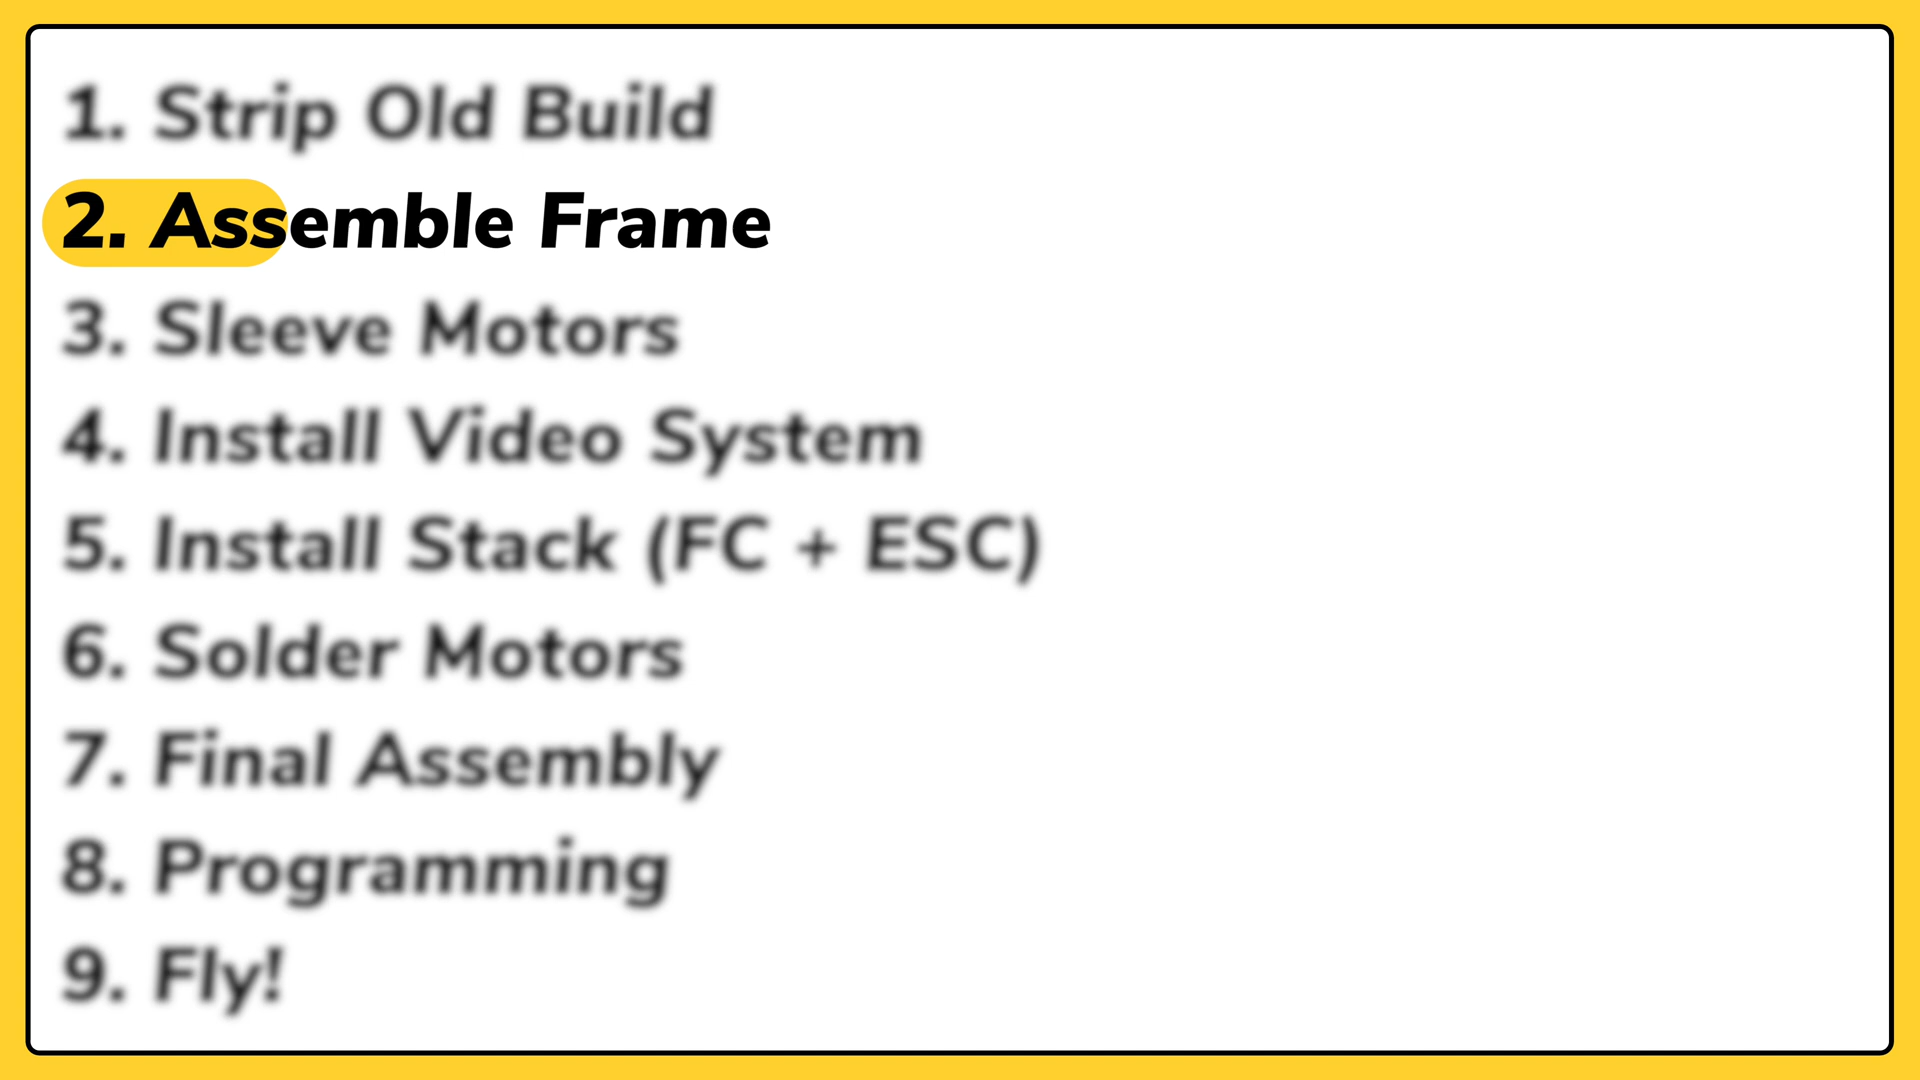 1. Strip Old Build
2. Assemble Frame
3. Sleeve Motors
4. Install Video System
5. Install Stack (FC + ESC)
6. Solder Motors
7. Final Assembly
8. Programming
9. Fly!